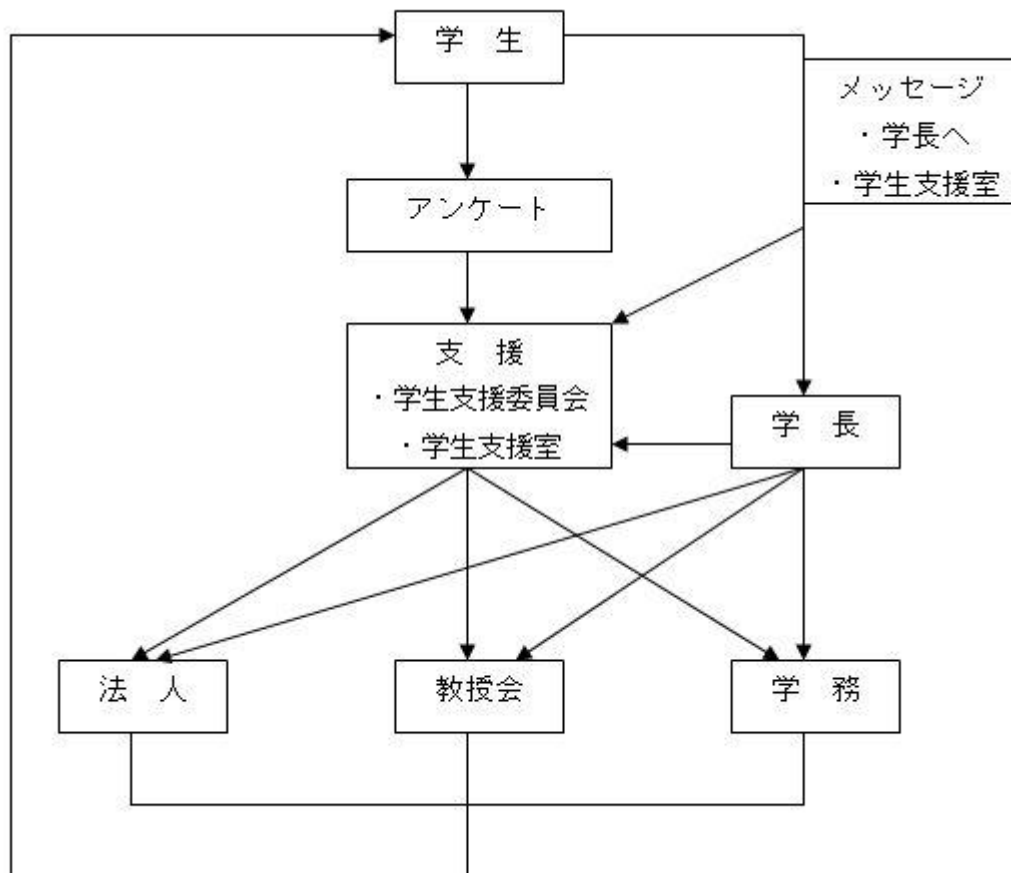 学　生
メッセージ
・学長へ
・学生支援室
アンケート
支　援
・学生支援委員会
・学生支援室
学　長
法　人
教授会
学　務